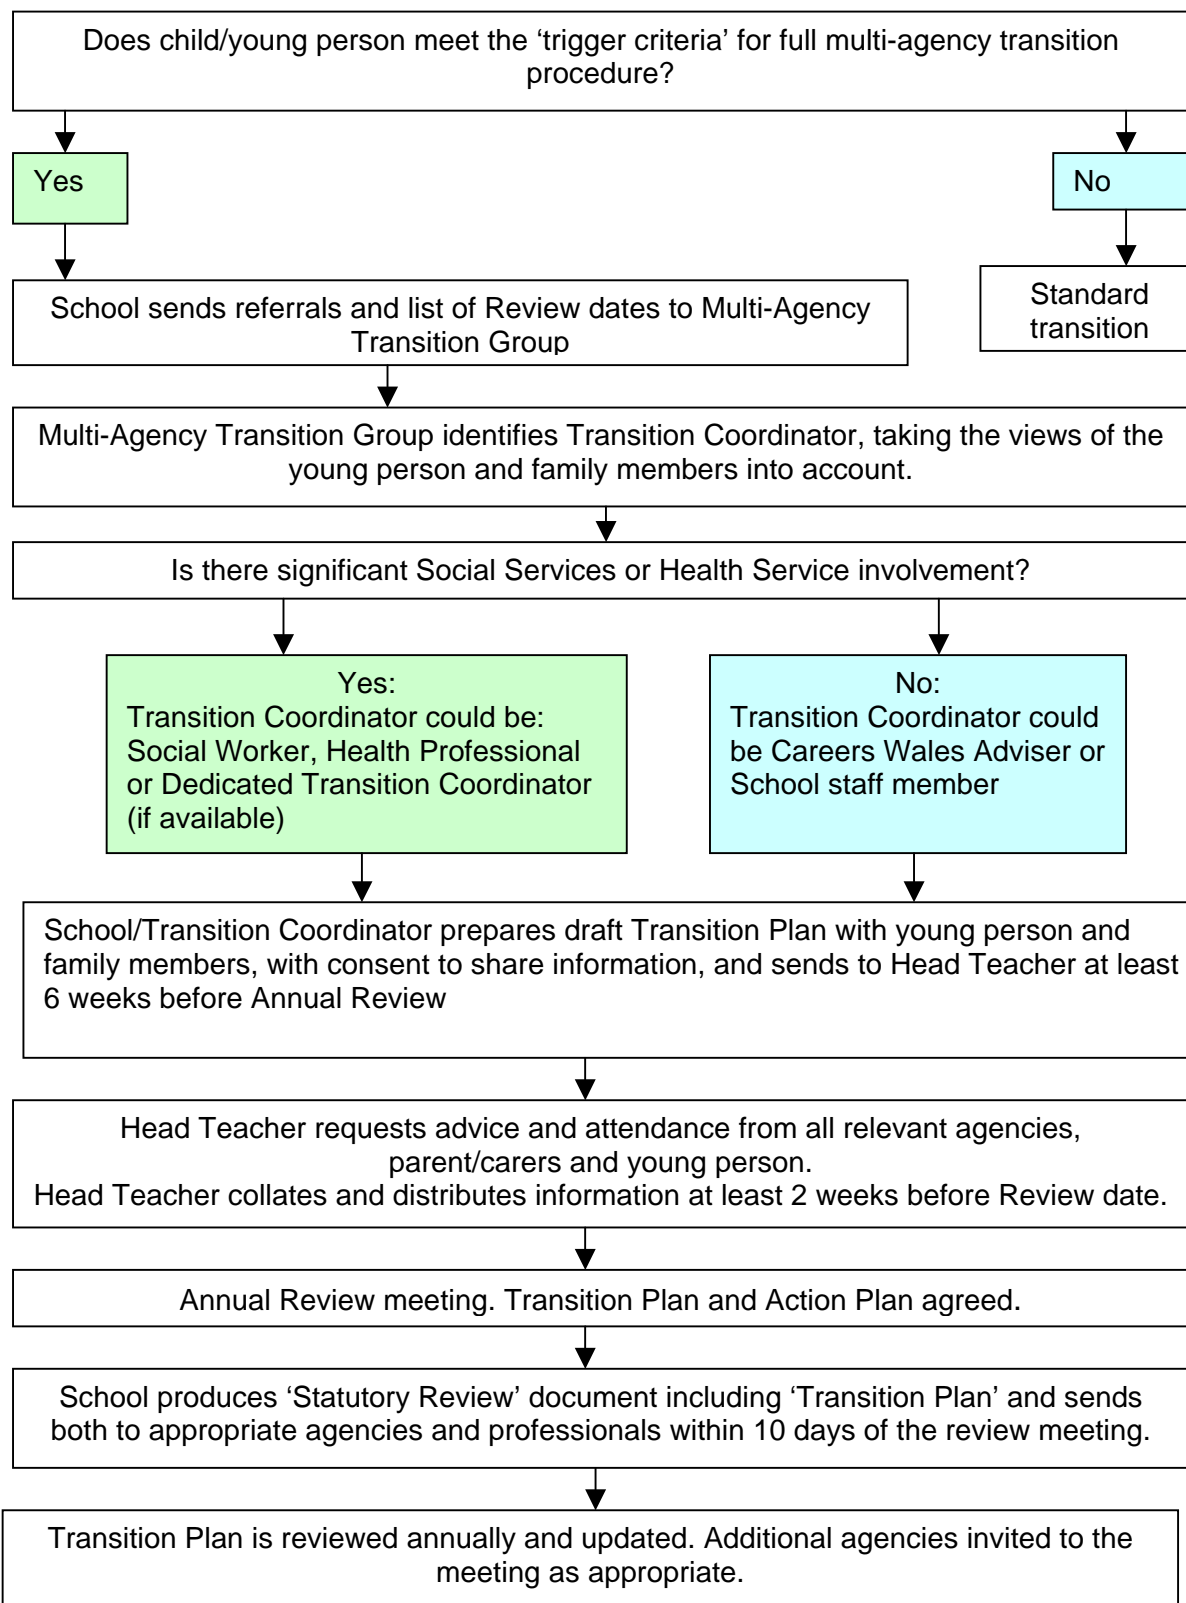 Does child/young person meet the ‘trigger criteria’ for full multi-agency transition
procedure?
Yes
No
School sends referrals and list of Review dates to Multi-Agency
Transition Group
Standard
transition
Multi-Agency Transition Group identifies Transition Coordinator, taking the views of the
young person and family members into account.
Is there significant Social Services or Health Service involvement?
Yes:
Transition Coordinator could be:
Social Worker, Health Professional
or Dedicated Transition Coordinator
(if available)
No:
Transition Coordinator could
be Careers Wales Adviser or
School staff member
School/Transition Coordinator prepares draft Transition Plan with young person and
family members, with consent to share information, and sends to Head Teacher at least
6 weeks before Annual Review
Head Teacher requests advice and attendance from all relevant agencies,
parent/carers and young person.
Head Teacher collates and distributes information at least 2 weeks before Review date.
Annual Review meeting. Transition Plan and Action Plan agreed.
School produces ‘Statutory Review’ document including ‘Transition Plan’ and sends
both to appropriate agencies and professionals within 10 days of the review meeting.
Transition Plan is reviewed annually and updated. Additional agencies invited to the
meeting as appropriate.